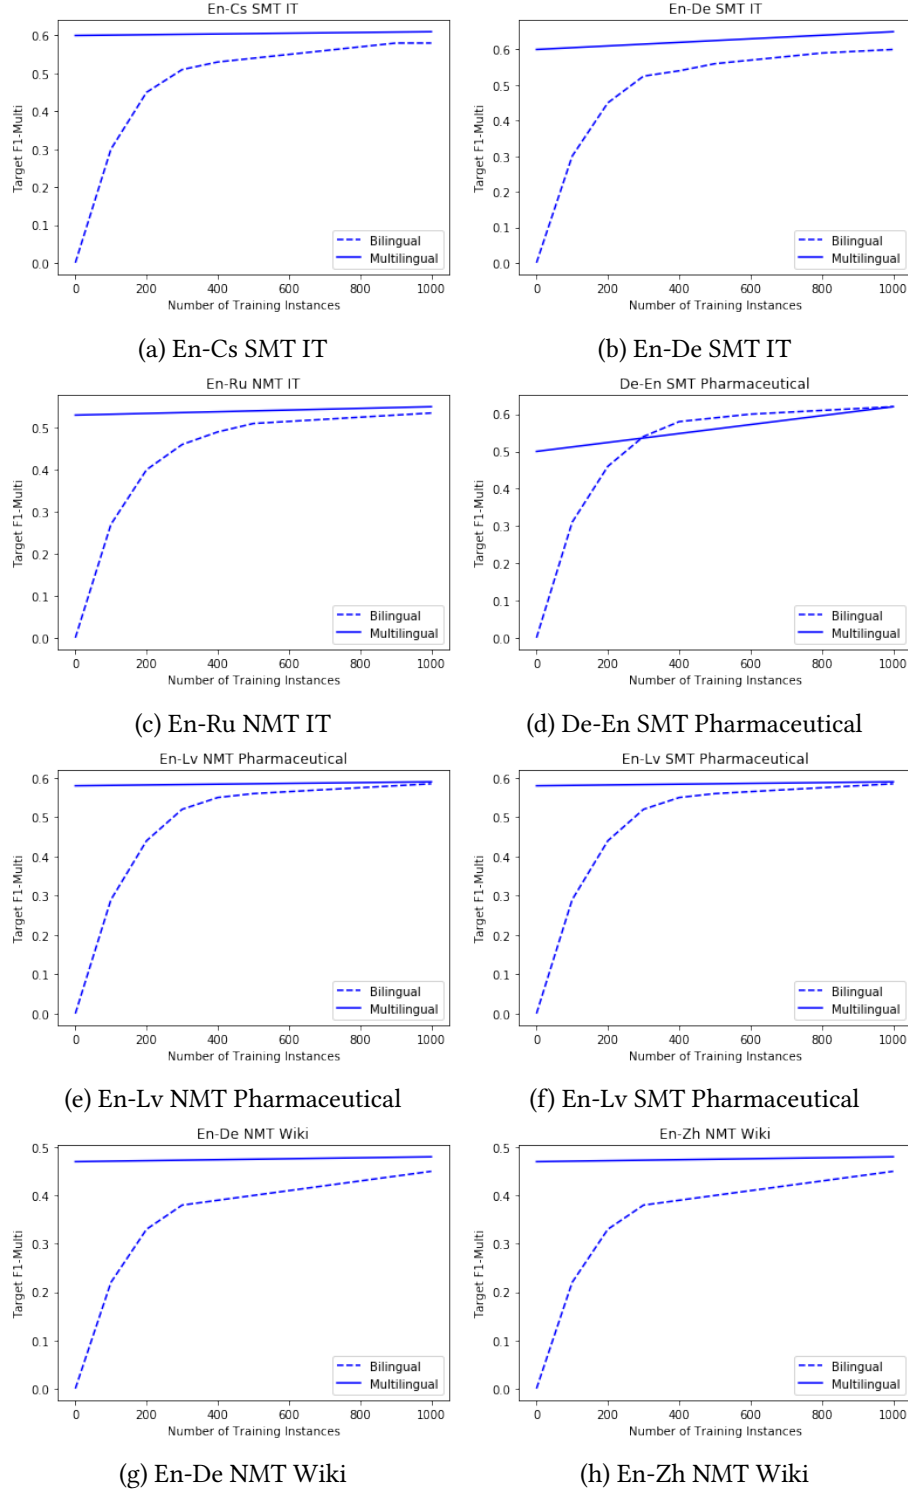 En-Cs SMT IT
0.6
0.5
0.4
0.3
0.2
0.1
0.0
Target F1-Multi
Bilingual
Multilingual
0 200 400 600 800 1000
Number of Training Instances
(a) En-Cs SMT IT
En-De SMT IT
0.6
0.5
0.4
0.3
0.2
0.1
0.0
Target F1-Multi
Bilingual
Multilingual
0 200 400 600 800 1000
Number of Training Instances
(b) En-De SMT IT
En-Ru NMT IT
0.5
0.4
0.3
0.2
0.1
0.0
Target F1-Multi
Bilingual
Multilingual
0 200 400 600 800 1000
Number of Training Instances
(c) En-Ru NMT IT
De-En SMT Pharmaceutical
0.6
0.5
0.4
0.3
0.2
0.1
0.0
Target F1-Multi
Bilingual
Multilingual
0 200 400 600 800 1000
Number of Training Instances
(d) De-En SMT Pharmaceutical
En-Lv NMT Pharmaceutical
0.6
0.5
0.4
0.3
0.2
0.1
0.0
Target F1-Multi
Bilingual
Multilingual
0 200 400 600 800 1000
Number of Training Instances
(e) En-Lv NMT Pharmaceutical
En-Lv SMT Pharmaceutical
0.6
0.5
0.4
0.3
0.2
0.1
0.0
Target F1-Multi
Bilingual
Multilingual
0 200 400 600 800 1000
Number of Training Instances
(f) En-Lv SMT Pharmaceutical
En-De NMT Wiki
0.5
0.4
0.3
0.2
0.1
0.0
Target F1-Multi
Bilingual
Multilingual
0 200 400 600 800 1000
Number of Training Instances
(g) En-De NMT Wiki
En-Zh NMT Wiki
0.5
0.4
0.3
0.2
0.1
0.0
Target F1-Multi
Bilingual
Multilingual
0 200 400 600 800 1000
Number of Training Instances
(h) En-Zh NMT Wiki